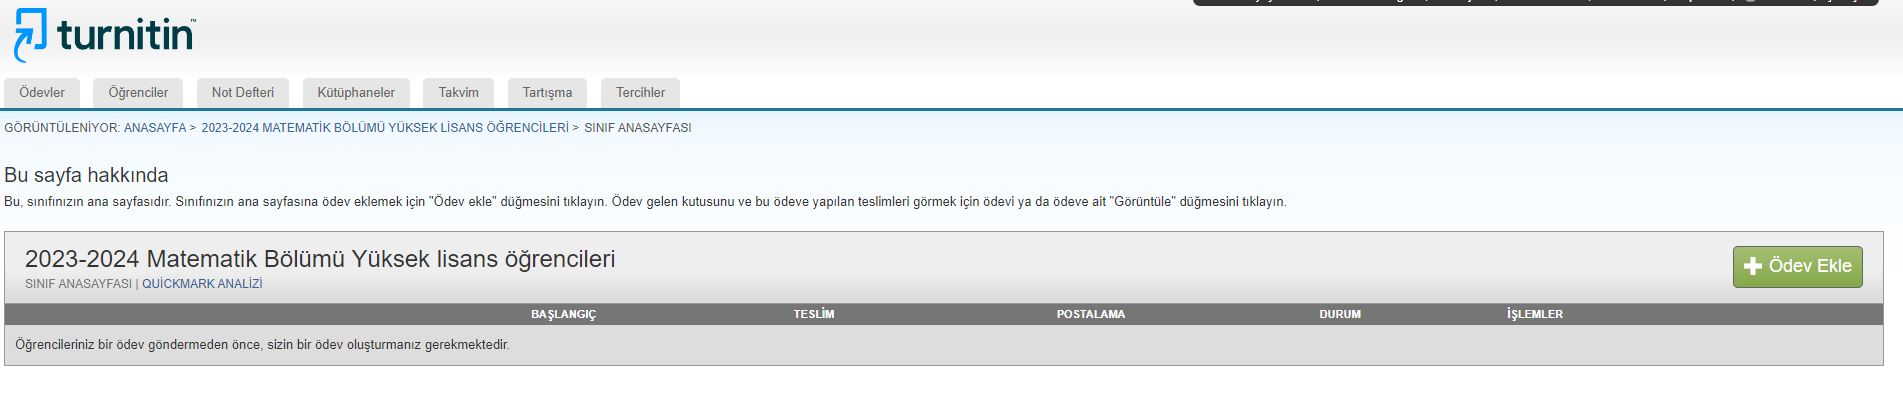 turnitin™
Ödevler Öğrenciler Not Defteri Kütüphaneler Takvim Tartışma Tercihler
GÖRÜNTÜLENİYOR: ANASAYFA > 2023-2024 MATEMATİK BÖLÜMÜ YÜKSEK LİSANS ÖĞRENCİLERİ > SINIF ANASAYFASI
Bu sayfa hakkında
Bu, sınıfınızın ana sayfasıdır. Sınıfınızın ana sayfasına ödev eklemek için "Ödev ekle" düğmesini tıklayın. Ödev gelen kutusunu ve bu ödeve yapılan teslimleri görmek için ödevi ya da ödeve ait "Görüntüle" düğmesini tıklayın.
2023-2024 Matematik Bölümü Yüksek lisans öğrencileri
Ödev Ekle
SINIF ANASAYFASI | QUİCKMARK ANALİZİ
BAŞLANGIÇ TESLİM POSTALAMA DURUM İŞLEMLER
Öğrencileriniz bir ödev göndermeden önce, sizin bir ödev oluşturmanız gerekmektedir.